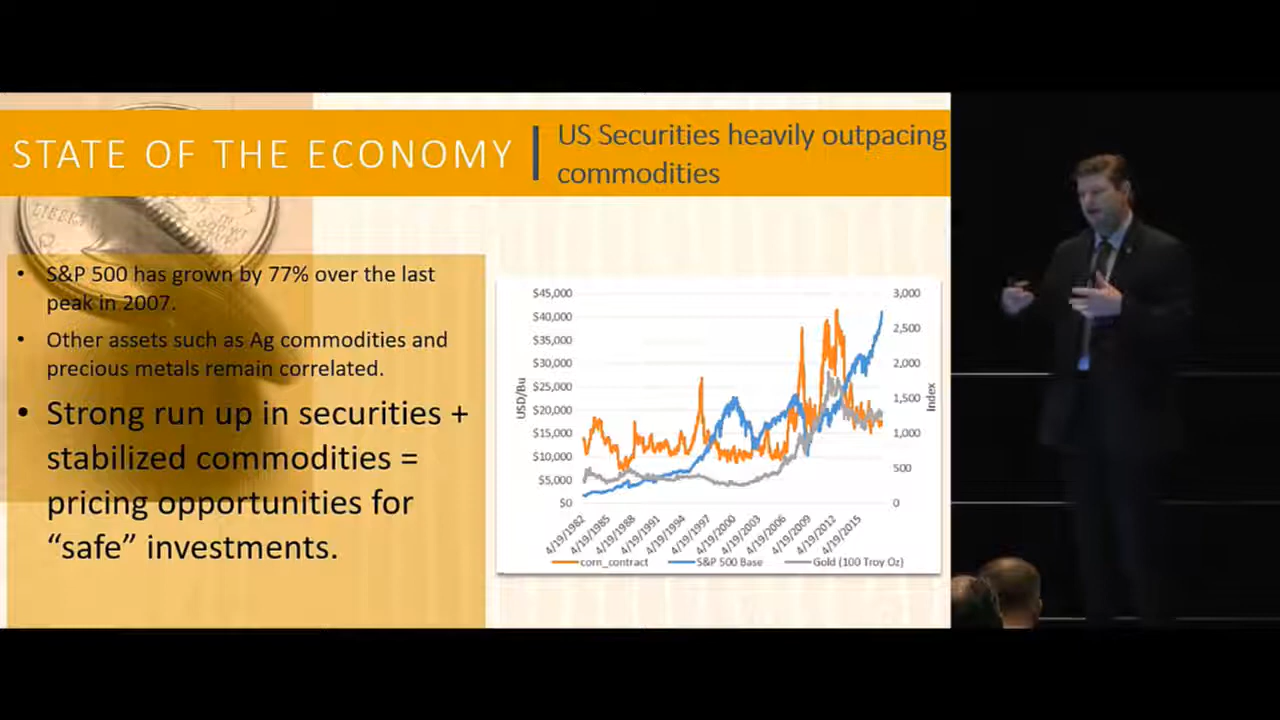 STATE OF THE ECONOMY
US Securities heavily outpacing
commodities
LIBERTY
• S&P 500 has grown by 77% over the last
peak in 2007.
• Other assets such as Ag commodities and
precious metals remain correlated.
• Strong run up in securities +
stabilized commodities =
pricing opportunities for
“safe” investments.
$45,000
$40,000
$35,000
$30,000
$25,000
$20,000
$15,000
$10,000
$5,000
$0
USD/Bu
3,000
2,500
2,000
1,500
1,000
500
0
Index
4/19/1982
4/19/1985
4/19/1988
4/19/1991
4/19/1994
4/19/1997
4/19/2000
4/19/2003
4/19/2006
4/19/2009
4/19/2012
4/19/2015
corn_contract
S&P 500 Base
Gold (100 Troy Oz)